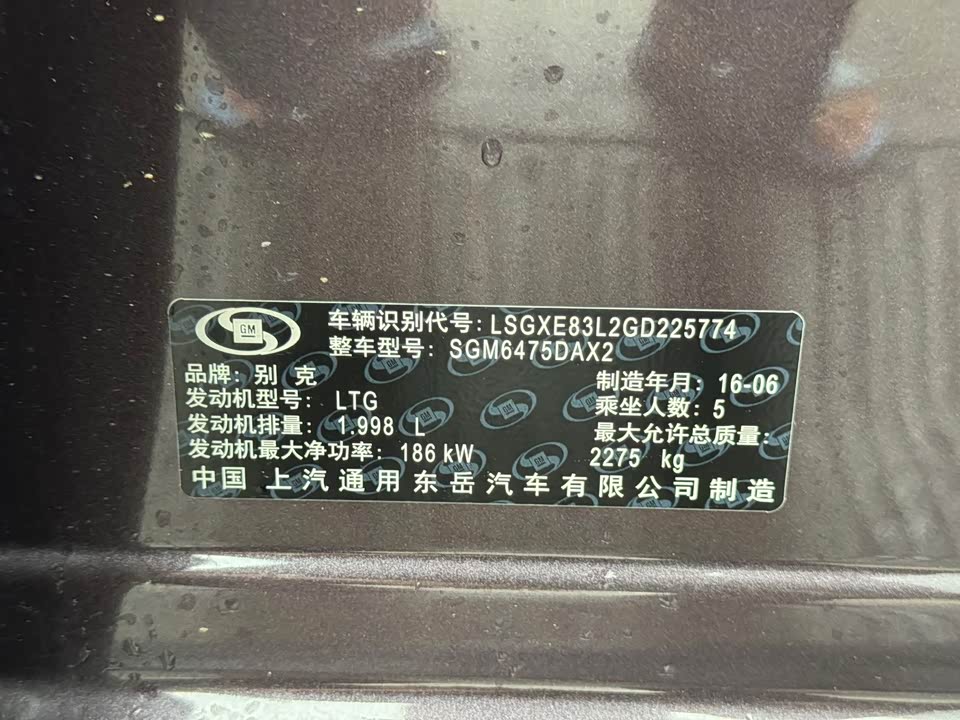 GM
车辆识别代号：LSGXE83L2GD225774
整车型号：SGM6475DAX2
品牌：别克
制造年月：16-06
发动机型号：LTG
乘坐人数：5
发动机排量：1.998 L
最大允许总质量：
发动机最大净功率：186 kW
2275 kg
中国 上汽通用东岳汽车有限公司制造